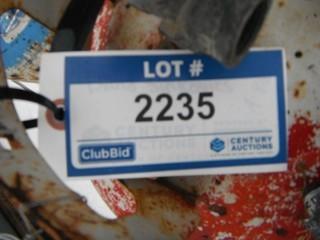 LOT #
2235
ClubBid
CENTURY
AUCTIONS